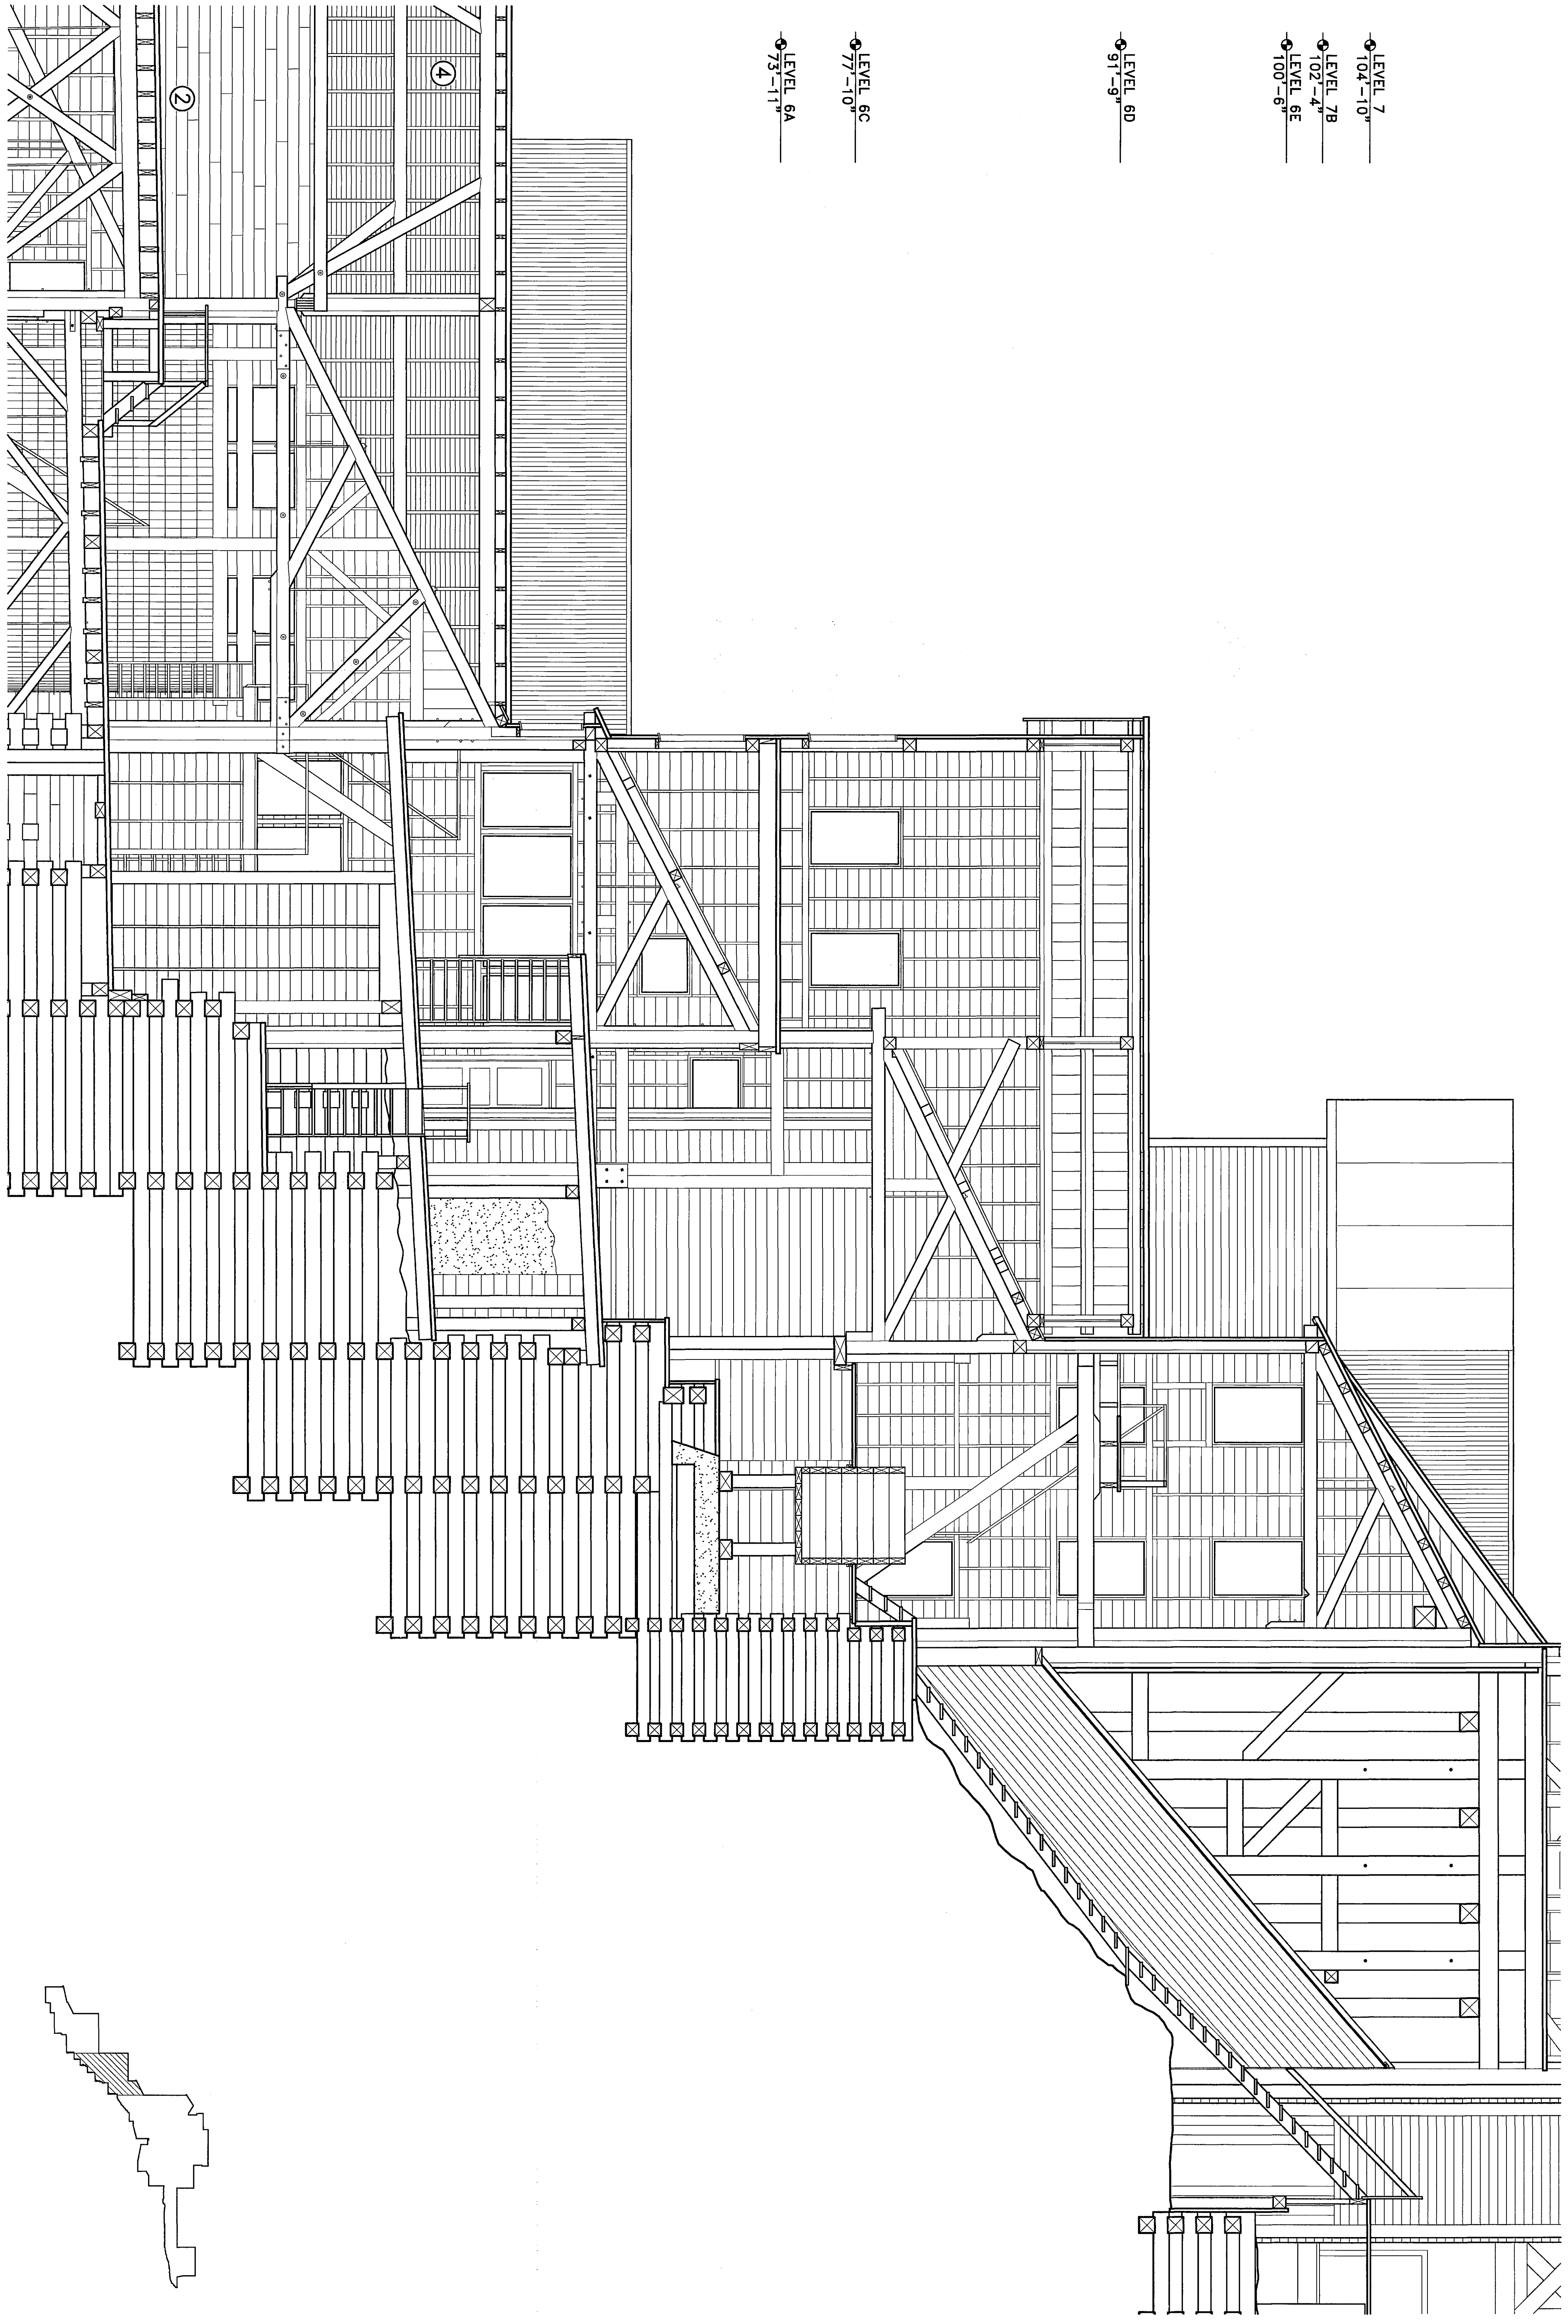 LEVEL 7
104'-10"
LEVEL 7B
102'-4"
LEVEL 6E
100'-6"
LEVEL 6D
91'-9"
LEVEL 6C
77'-10"
LEVEL 6A
73'-11"
4
2